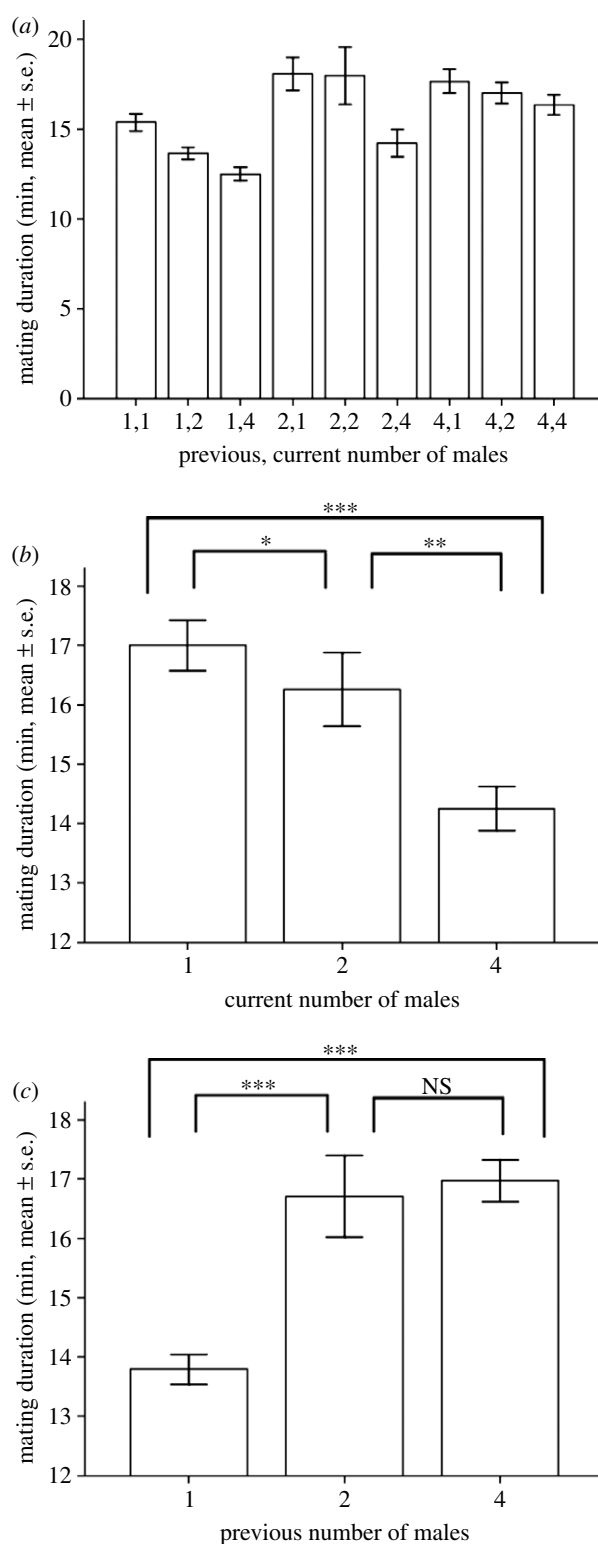 (a)
20
15
10
5
0
mating duration (min, mean ± s.e.)
1,1 1,2 1,4 2,1 2,2 2,4 4,1 4,2 4,4
previous, current number of males
(b)
***
* **
18
17
16
15
14
13
12
mating duration (min, mean ± s.e.)
1 2 4
current number of males
(c)
***
*** NS
18
17
16
15
14
13
12
mating duration (min, mean ± s.e.)
1 2 4
previous number of males